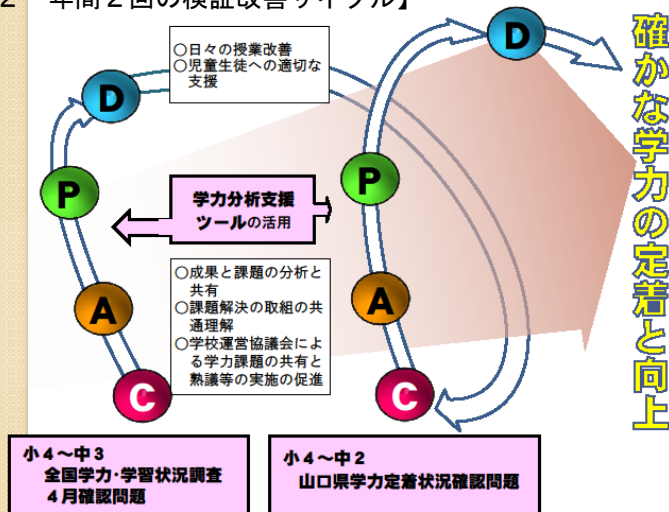 ２　年間２回の検証改善サイクル】
D
○日々の授業改善
○児童生徒への適切な
支援
D
P
P
学力分析支援
ツールの活用
○成果と課題の分析と
共有
○課題解決の取組の共
通理解
○学校運営協議会によ
る学力課題の共有と
熟議等の実施の促進
A
A
C
C
小４～中３
全国学力・学習状況調査
４月確認問題
小４～中２
山口県学力定着状況確認問題
確かな学力の定着と向上